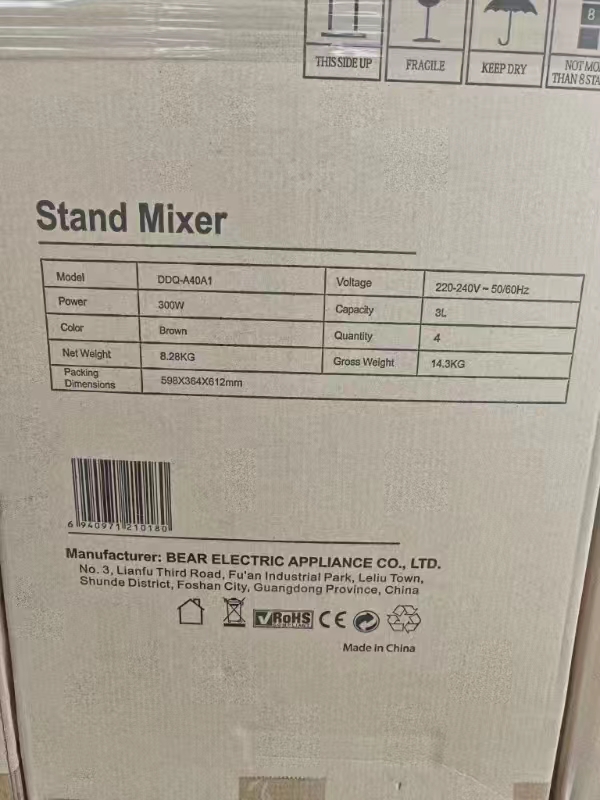 THIS SIDE UP
FRAGILE
KEEP DRY
8
NOT MO
THAN 8 STA
Stand Mixer
Model DDQ-A40A1 Voltage 220-240V ~ 50/60Hz
Power 300W Capacity 3L
Color Brown Quantity 4
Net Weight 8.28KG Gross Weight 14.3KG
Packing
Dimensions 598X364X612mm
6 940971 210180
Manufacturer: BEAR ELECTRIC APPLIANCE CO., LTD.
No. 3, Lianfu Third Road, Fu'an Industrial Park, Leliu Town,
Shunde District, Foshan City, Guangdong Province, China
RoHS CE
Made in China